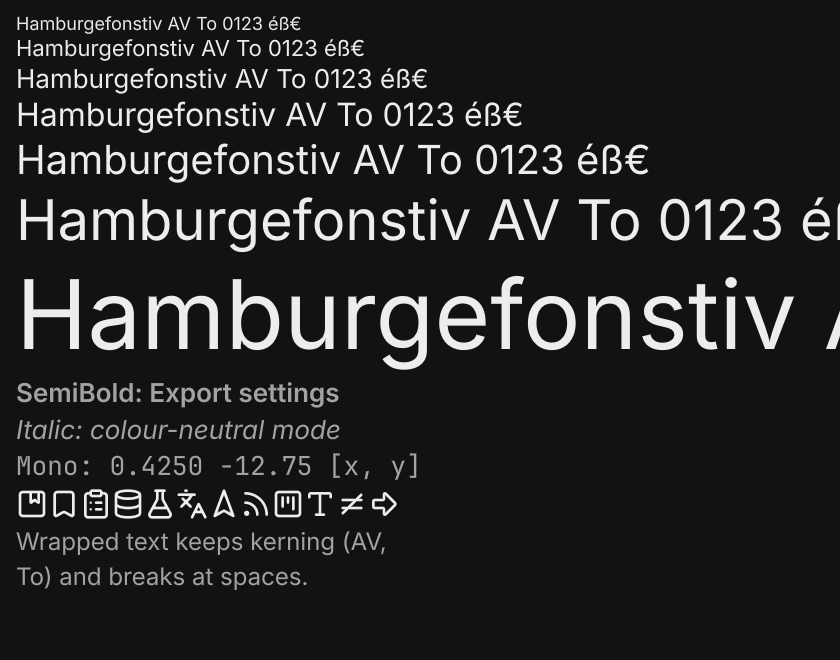 Hamburgefonstiv AV To 0123 éß€
Hamburgefonstiv AV To 0123 éß€
Hamburgefonstiv AV To 0123 éß€
Hamburgefonstiv AV To 0123 éß€
Hamburgefonstiv AV To 0123 éß€
Hamburgefonstiv AV To 0123 é
Hamburgefonstiv
SemiBold: Export settings
Italic: colour-neutral mode
Mono: 0.4250 -12.75 [x, y]
Wrapped text keeps kerning (AV,
To) and breaks at spaces.